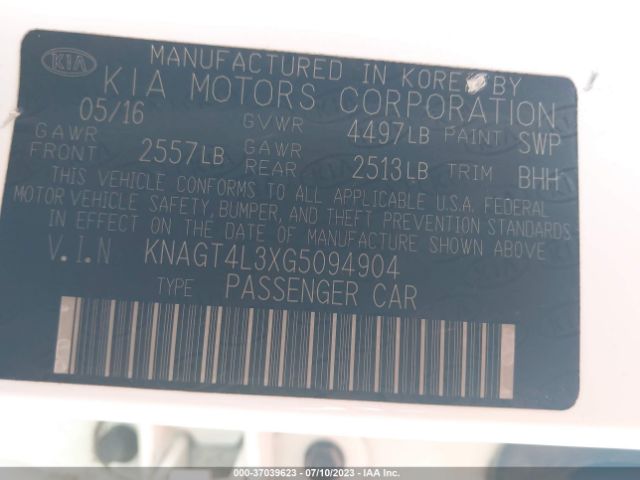 KIA MANUFACTURED IN KOREA BY
KIA MOTORS CORPORATION
05/16 GVWR 4497LB PAINT SWP
GAWR FRONT 2557LB GAWR REAR 2513LB TRIM BHH
THIS VEHICLE CONFORMS TO ALL APPLICABLE U.S.A. FEDERAL
MOTOR VEHICLE SAFETY, BUMPER, AND THEFT PREVENTION STANDARDS
IN EFFECT ON THE DATE OF MANUFACTURE SHOWN ABOVE
V.I.N KNAGT4L3XG5094904
TYPE PASSENGER CAR
000-37039623 - 07/10/2023 - IAA Inc.